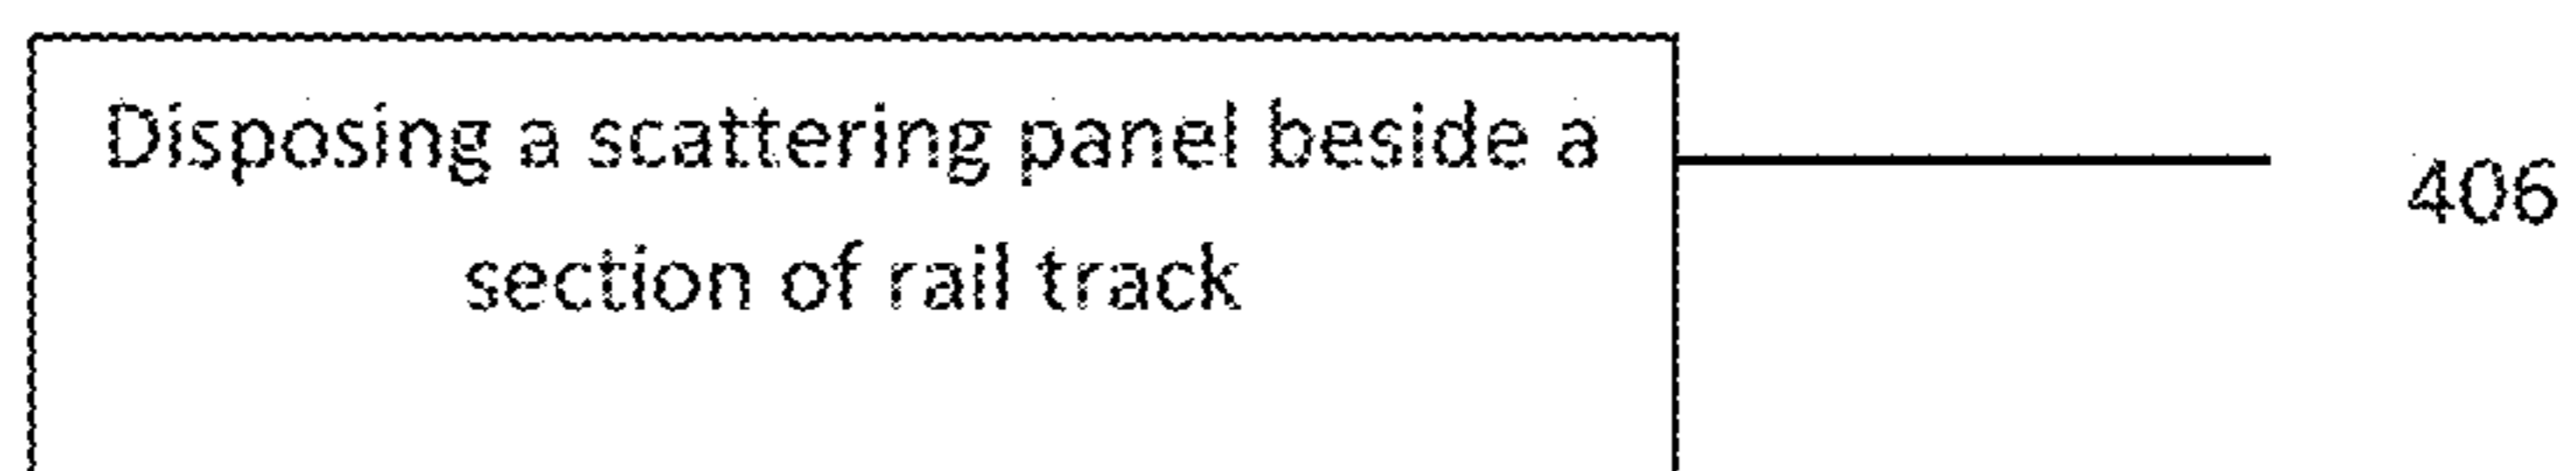 Disposing a scattering panel beside a
section of rail track
406